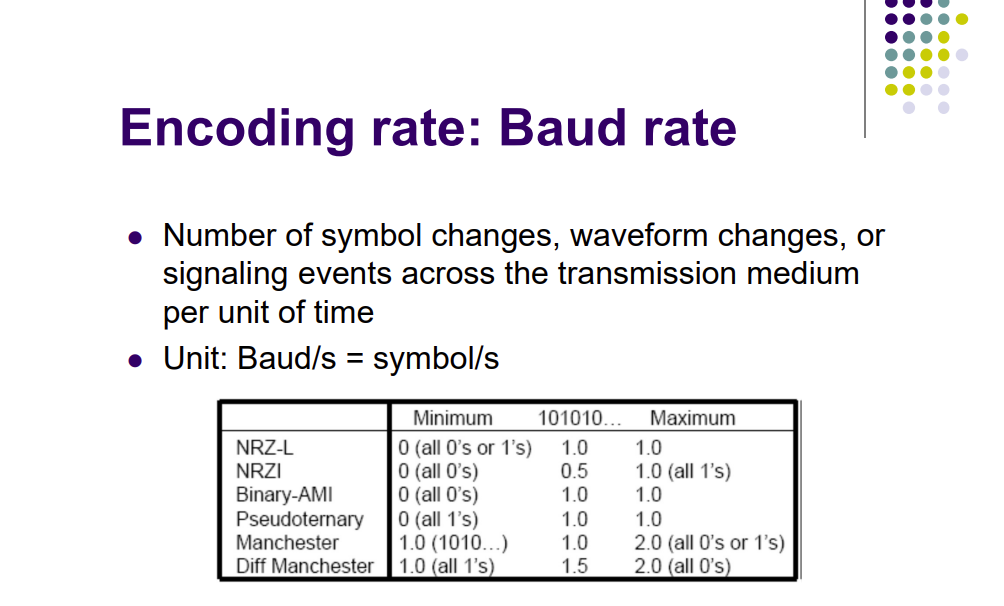 Encoding rate: Baud rate
● Number of symbol changes, waveform changes, or
signaling events across the transmission medium
per unit of time
● Unit: Baud/s = symbol/s
Minimum 101010... Maximum
NRZ-L 0 (all 0's or 1's) 1.0 1.0
NRZI 0 (all 0's) 0.5 1.0 (all 1's)
Binary-AMI 0 (all 0's) 1.0 1.0
Pseudoternary 0 (all 1's) 1.0 1.0
Manchester 1.0 (1010...) 1.0 2.0 (all 0's or 1's)
Diff Manchester 1.0 (all 1's) 1.5 2.0 (all 0's)